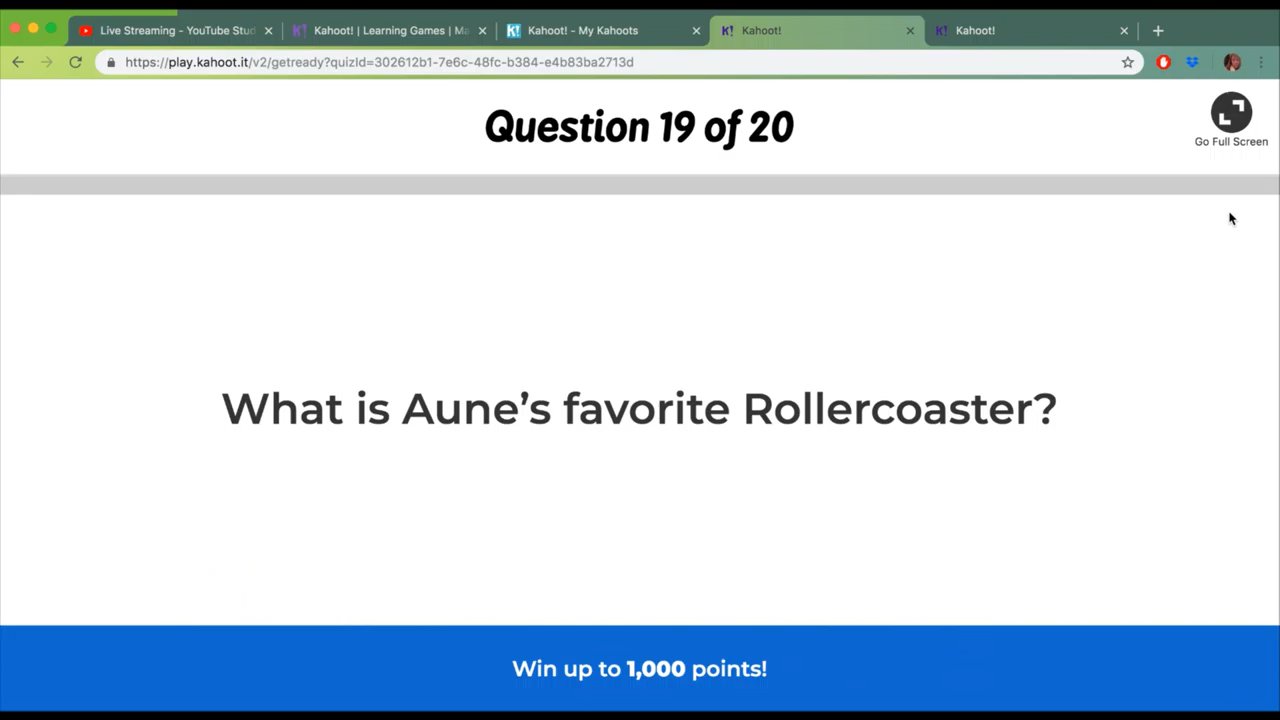 Live Streaming - YouTube Stud
Kahoot! | Learning Games | Ma
Kahoot! - My Kahoots
Kahoot!
Kahoot!
https://play.kahoot.it/v2/getready?quizId=302612b1-7e6c-48fc-b384-e4b83ba2713d
Question 19 of 20
Go Full Screen
What is Aune’s favorite Rollercoaster?
Win up to 1,000 points!